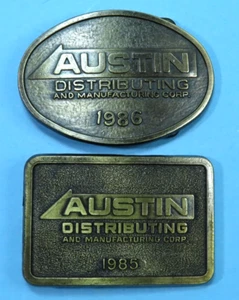 AUSTIN
DISTRIBUTING
AND MANUFACTURING CORP.
1986
AUSTIN
DISTRIBUTING
AND MANUFACTURING CORP.
1985